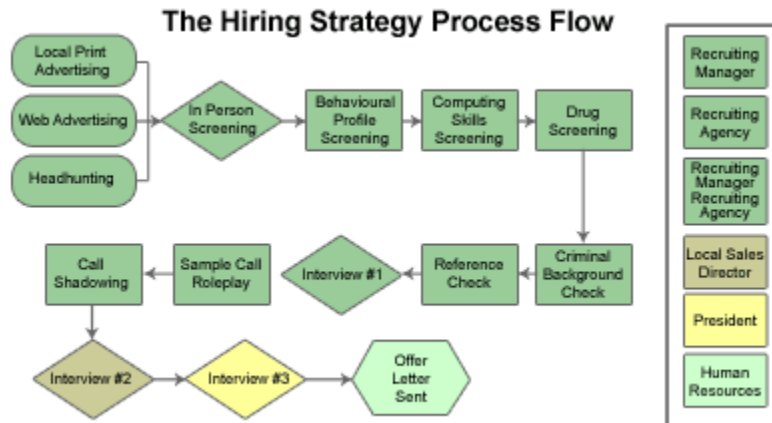 The Hiring Strategy Process Flow
Local Print
Advertising
Web Advertising
Headhunting
In Person
Screening
Behavioural
Profile
Screening
Computing
Skills
Screening
Drug
Screening
Call
Shadowing
Sample Call
Roleplay
Interview #1
Reference
Check
Criminal
Background
Check
Interview #2
Interview #3
Offer
Letter
Sent
Recruiting
Manager
Recruiting
Agency
Recruiting
Manager
Recruiting
Agency
Local Sales
Director
President
Human
Resources